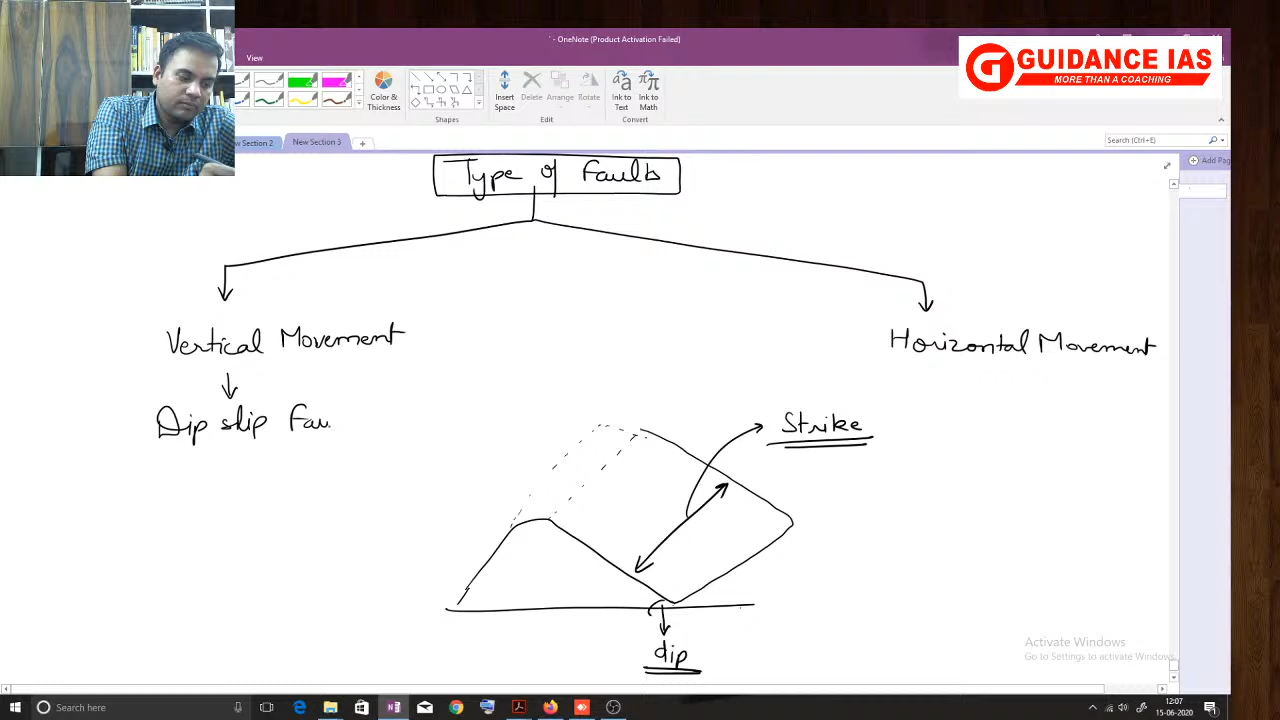 - OneNote (Product Activation Failed)
GUIDANCE IAS
MORE THAN A COACHING
View
Color & Thickness
Insert Space
Delete
Arrange
Rotate
Ink to Text
Ink to Math
Shapes
Edit
Convert
New Section 3
Search (Ctrl+E)
Add Pag
Type of Faults
Vertical Movement
Horizontal Movement
Dip slip Fau
Strike
dip
Activate Windows
Go to Settings to activate Windows.
Search here
12:07
15-06-2020